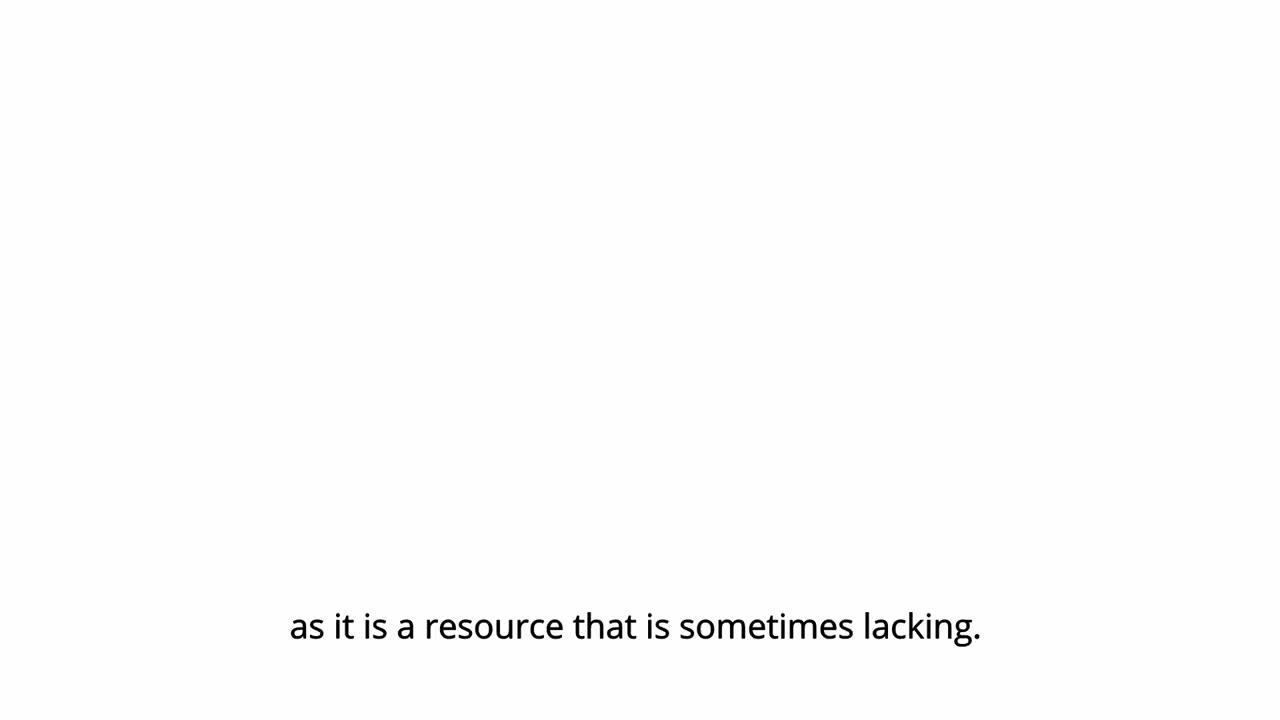 as it is a resource that is sometimes lacking.